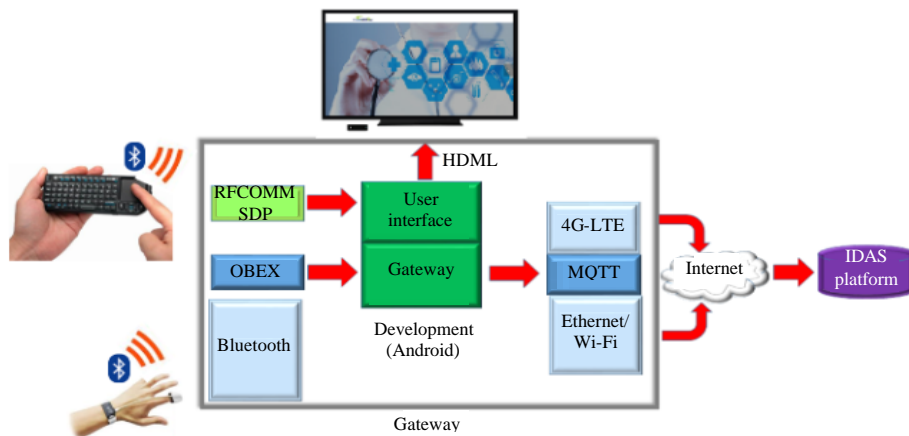 HDML
RFCOMM
SDP
User
interface
4G-LTE
OBEX
Gateway
MQTT
Internet
IDAS
platform
Bluetooth
Development
(Android)
Ethernet/
Wi-Fi
Gateway